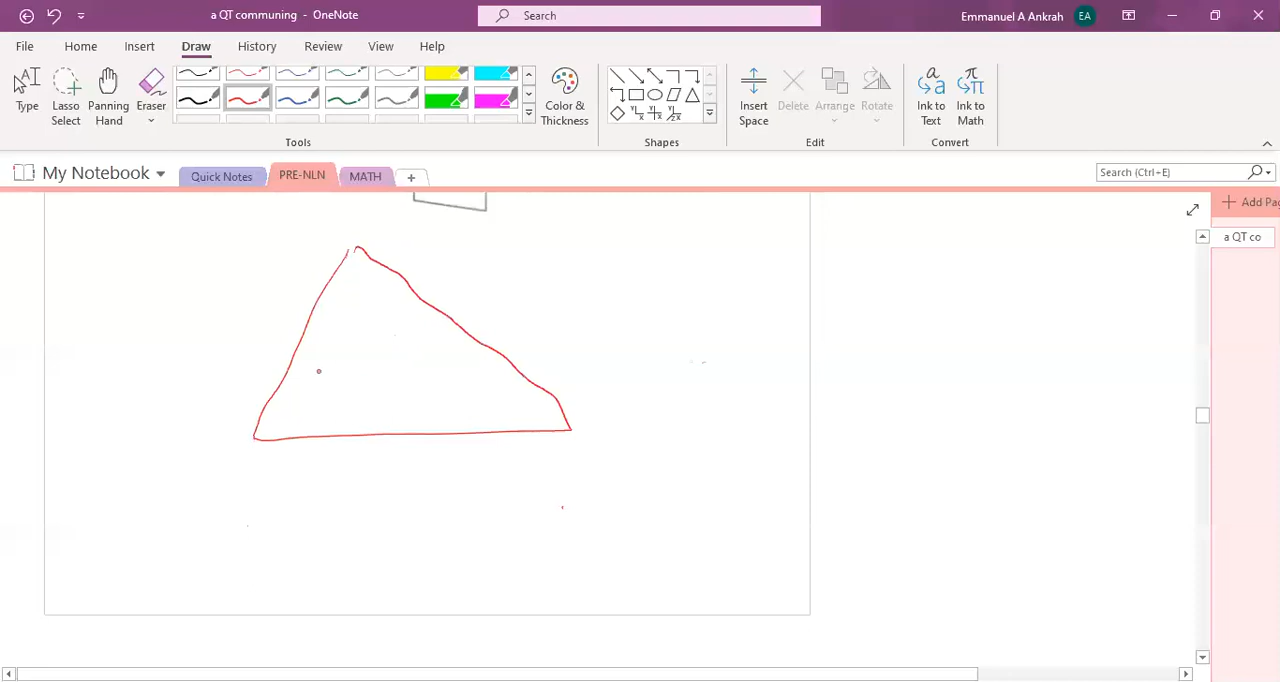 a QT communing - OneNote
Search
Emmanuel A Ankrah
EA
File
Home
Insert
Draw
History
Review
View
Help
Type
Lasso
Select
Panning
Hand
Eraser
Color &
Thickness
Insert
Space
Delete
Arrange
Rotate
Ink to
Text
Ink to
Math
Tools
Shapes
Edit
Convert
My Notebook
Quick Notes
PRE-NLN
MATH
Search (Ctrl+E)
Add Pag
a QT co